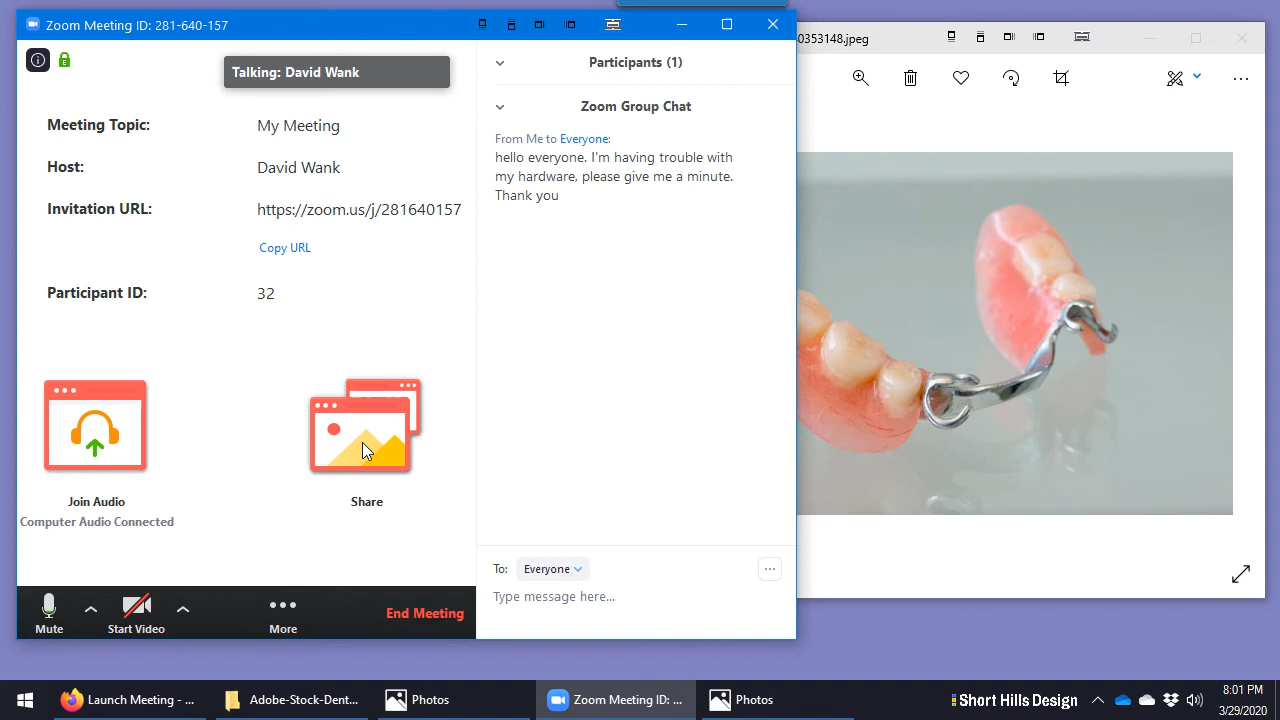 Zoom Meeting ID: 281-640-157
0353148.jpeg
Talking: David Wank
Participants (1)
Zoom Group Chat
Meeting Topic:
My Meeting
From Me to Everyone:
hello everyone. I'm having trouble with
my hardware, please give me a minute.
Thank you
Host:
David Wank
Invitation URL:
https://zoom.us/j/281640157
Copy URL
Participant ID:
32
Join Audio
Computer Audio Connected
Share
To: Everyone
Type message here...
Mute
Start Video
More
End Meeting
Launch Meeting - ...
Adobe-Stock-Dent...
Photos
Zoom Meeting ID: ...
Photos
Short Hills Design
8:01 PM
3/29/2020